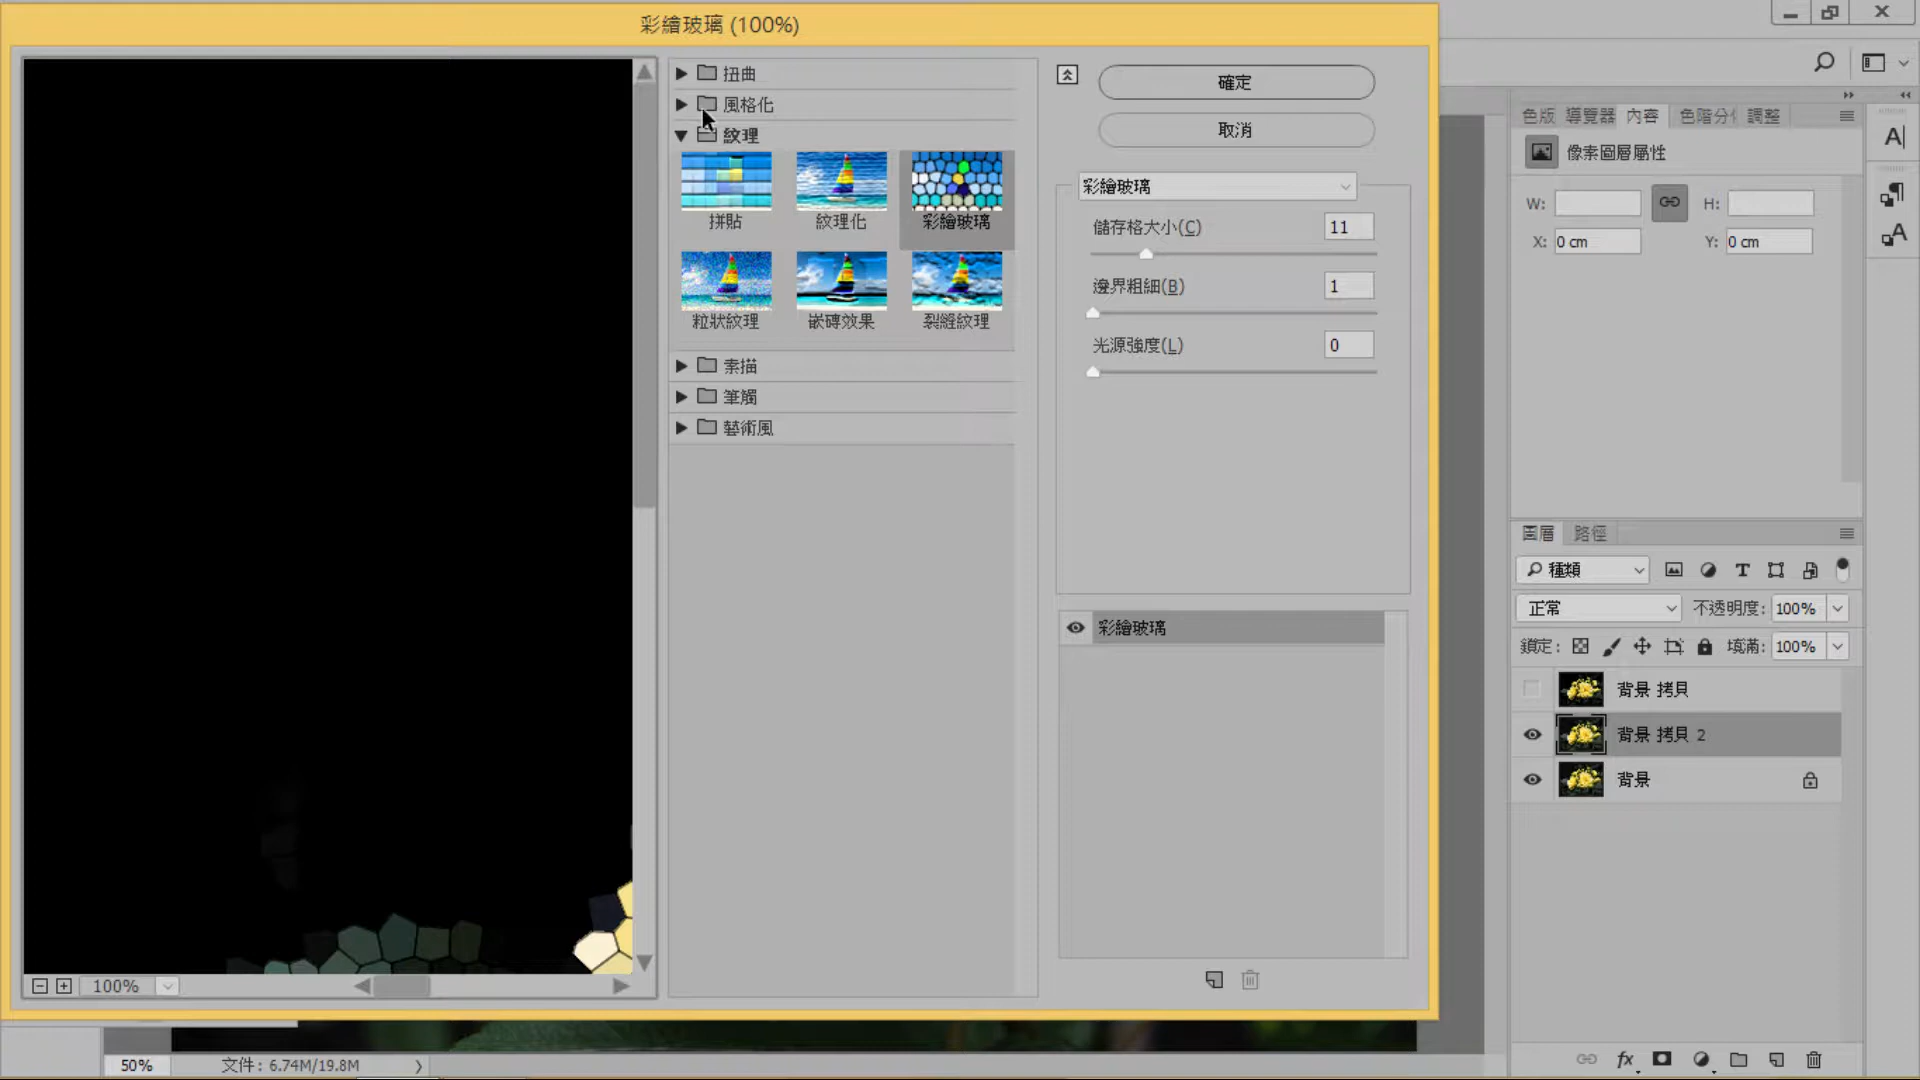 彩繪玻璃 (100%)
扭曲
風格化
紋理
拼貼
紋理化
彩繪玻璃
粒狀紋理
嵌磚效果
裂縫紋理
素描
筆觸
藝術風
100%
確定
取消
彩繪玻璃
儲存格大小(C) 11
邊界粗細(B) 1
光源強度(L) 0
彩繪玻璃
色版 導覽器 內容 色階分 調整
像素圖層屬性
W: H:
X: 0 cm Y: 0 cm
圖層 路徑
種類
正常 不透明度: 100%
鎖定: 填滿: 100%
背景 拷貝
背景 拷貝 2
背景
50% 文件: 6.74M/19.8M